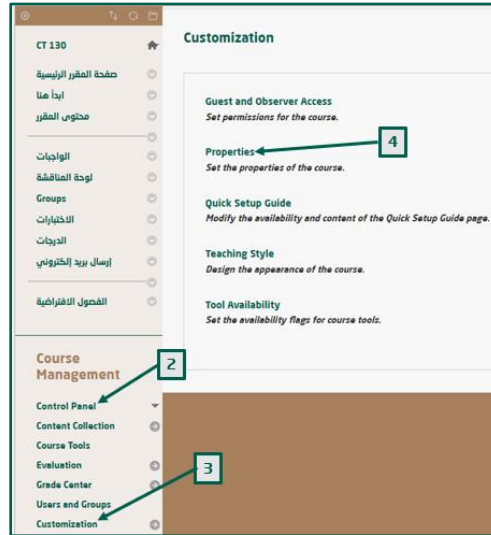 CT 130
صفحة المقرر الرئيسية
ابدأ هنا
محتوى المقرر
الواجبات
لوحة المناقشة
Groups
الاختبارات
الدرجات
إرسال بريد إلكتروني
الفصول الافتراضية
Course
Management
2
Control Panel
Content Collection
Course Tools
Evaluation
3
Grade Center
Users and Groups
Customization
Customization
Guest and Observer Access
Set permissions for the course.
4
Properties
Set the properties of the course.
Quick Setup Guide
Modify the availability and content of the Quick Setup Guide page.
Teaching Style
Design the appearance of the course.
Tool Availability
Set the availability flags for course tools.